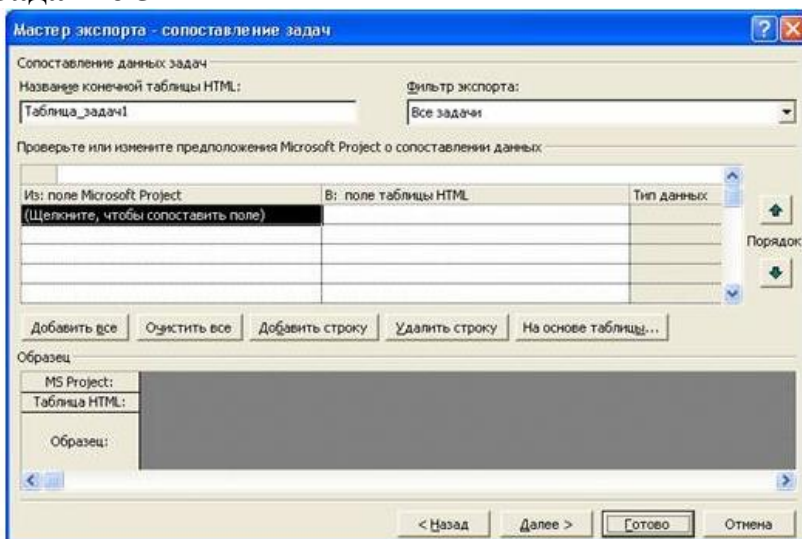 Мастер экспорта - сопоставление задач
Сопоставление данных задач
Название конечной таблицы HTML:
Фильтр экспорта:
Таблица_задач1
Все задачи
Проверьте или измените предположения Microsoft Project о сопоставлении данных
Из: поле Microsoft Project
В: поле таблицы HTML
Тип данных
(Щелкните, чтобы сопоставить поле)
Порядок
Добавить все
Очистить все
Добавить строку
Удалить строку
На основе таблицы...
Образец
MS Project:
Таблица HTML:
Образец:
< Назад
Далее >
Готово
Отмена